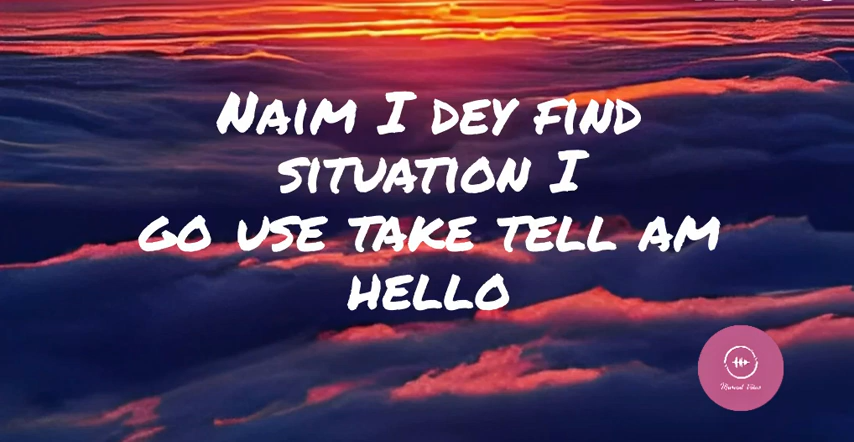 Naim I dey find
situation I
go use take tell am
hello